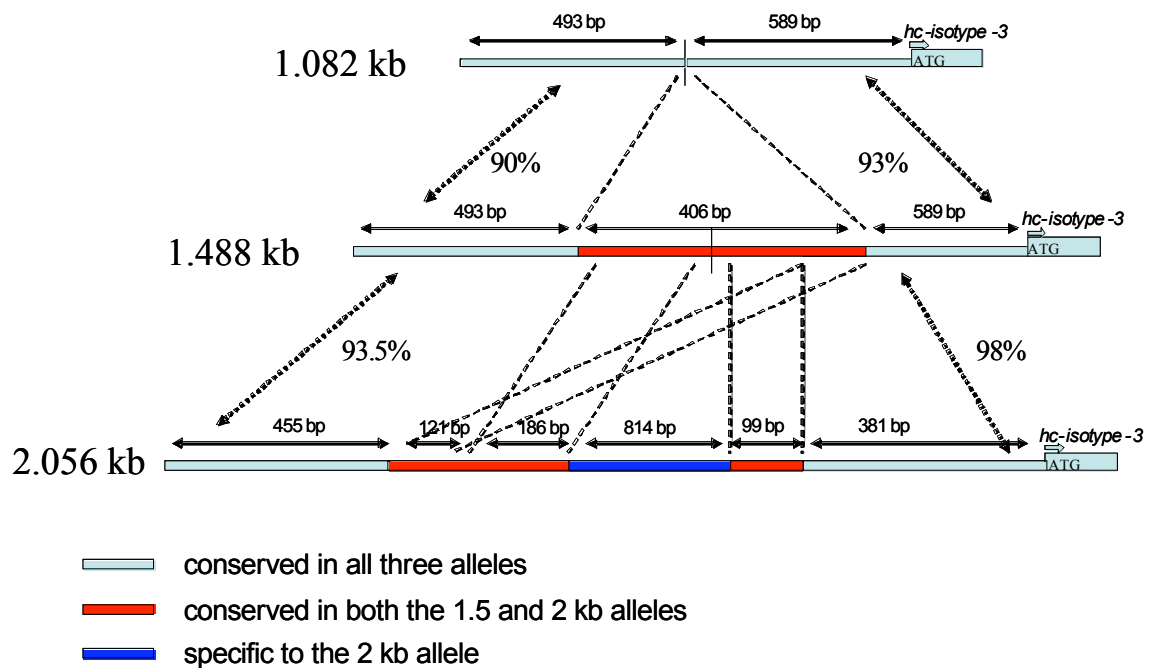 493 bp
589 bp
hc-isotype -3
1.082 kb
ATG
90%
93%
493 bp
406 bp
589 bp
hc-isotype -3
1.488 kb
ATG
93.5%
98%
455 bp
121 bp
186 bp
814 bp
99 bp
381 bp
hc-isotype -3
2.056 kb
ATG
conserved in all three alleles
conserved in both the 1.5 and 2 kb alleles
specific to the 2 kb allele